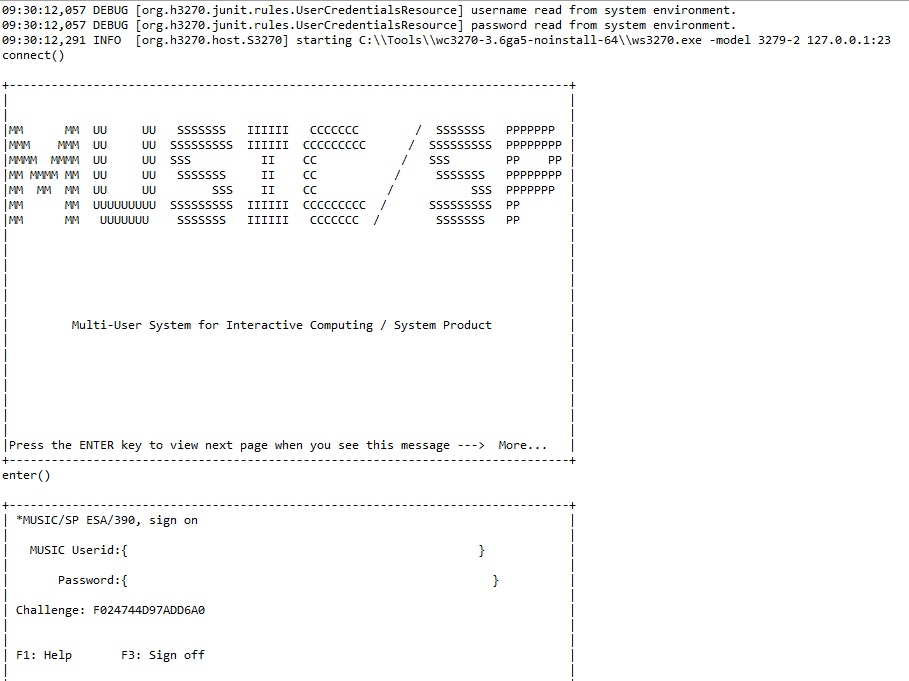 09:30:12,057 DEBUG [org.h3270.junit.rules.UserCredentialsResource] username read from system environment.
09:30:12,057 DEBUG [org.h3270.junit.rules.UserCredentialsResource] password read from system environment.
09:30:12,291 INFO  [org.h3270.host.S3270] starting C:\\Tools\\wc3270-3.6ga5-noinstall-64\\ws3270.exe -model 3279-2 127.0.0.1:23
connect()
+--------------------------------------------------------------------------------+
|MM      MM  UU     UU   SSSSSSS   IIIIII   CCCCCCC        /  SSSSSSS   PPPPPPP  |
|MMM    MMM  UU     UU  SSSSSSSSS  IIIIII  CCCCCCCCC      /  SSSSSSSSS  PPPPPPPP |
|MMMM  MMMM  UU     UU  SSS          II    CC            /   SSS        PP    PP |
|MM MMMM MM  UU     UU   SSSSSSS     II    CC           /     SSSSSSS   PPPPPPPP |
|MM  MM  MM  UU     UU        SSS    II    CC          /           SSS  PPPPPPP  |
|MM      MM  UUUUUUUUU  SSSSSSSSS  IIIIII  CCCCCCCCC  /      SSSSSSSSS  PP       |
|MM      MM   UUUUUUU    SSSSSSS   IIIIII   CCCCCCC  /        SSSSSSS   PP       |
|         Multi-User System for Interactive Computing / System Product           |
|Press the ENTER key to view next page when you see this message --->  More...   |
+--------------------------------------------------------------------------------+
enter()
+--------------------------------------------------------------------------------+
| *MUSIC/SP ESA/390, sign on                                                     |
|   MUSIC Userid:{                                                  }            |
|       Password:{                                                    }          |
| Challenge: F024744D97ADD6A0                                                    |
| F1: Help       F3: Sign off                                                    |